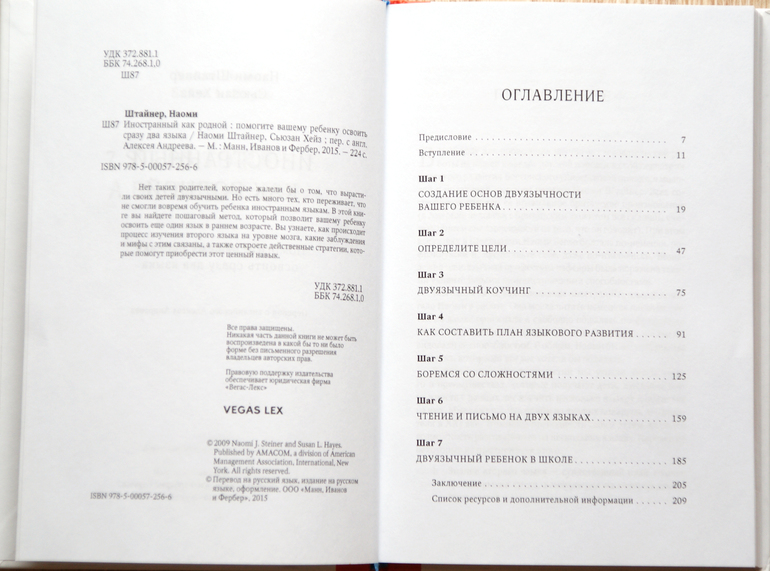 УДК 372.881.1
ББК 74.268.1,0
Ш87
Штайнер, Наоми
Ш87 Иностранный как родной : помогите вашему ребенку освоить
сразу два языка / Наоми Штайнер, Сьюзан Хейз ; пер. с англ.
Алексея Андреева. — М. : Манн, Иванов и Фербер, 2015. — 224 с.
ISBN 978-5-00057-256-6
Нет таких родителей, которые жалели бы о том, что вырасти-
ли своих детей двуязычными. Но есть много тех, кто переживает, что
не смогли вовремя обучить ребенка иностранным языкам. В этой кни-
ге вы найдете пошаговый метод, который позволит вашему ребенку
освоить еще один язык в раннем возрасте. Вы узнаете, как происходит
процесс изучения второго языка на уровне мозга, какие заблуждения
и мифы с этим связаны, а также откроете действенные стратегии, кото-
рые помогут приобрести этот ценный навык.
УДК 372.881.1
ББК 74.268.1,0
Все права защищены.
Никакая часть данной книги не может быть
воспроизведена в какой бы то ни было
форме без письменного разрешения
владельцев авторских прав.
Правовую поддержку издательства
обеспечивает юридическая фирма
«Вегас-Лекс»
VEGAS LEX
© 2009 Naomi J. Steiner and Susan L. Hayes.
Published by AMACOM, a division of American
Management Association, International, New
York. All rights reserved.
© Перевод на русский язык, издание на русском
языке, оформление. ООО «Манн, Иванов
и Фербер», 2015
ISBN 978-5-00057-256-6
ОГЛАВЛЕНИЕ
Предисловие 7
Вступление 11
Шаг 1
СОЗДАНИЕ ОСНОВ ДВУЯЗЫЧНОСТИ
ВАШЕГО РЕБЕНКА 19
Шаг 2
ОПРЕДЕЛИТЕ ЦЕЛИ 47
Шаг 3
ДВУЯЗЫЧНЫЙ КОУЧИНГ 75
Шаг 4
КАК СОСТАВИТЬ ПЛАН ЯЗЫКОВОГО РАЗВИТИЯ 91
Шаг 5
БОРЕМСЯ СО СЛОЖНОСТЯМИ 125
Шаг 6
ЧТЕНИЕ И ПИСЬМО НА ДВУХ ЯЗЫКАХ 159
Шаг 7
ДВУЯЗЫЧНЫЙ РЕБЕНОК В ШКОЛЕ 185
Заключение 205
Список ресурсов и дополнительной информации 209